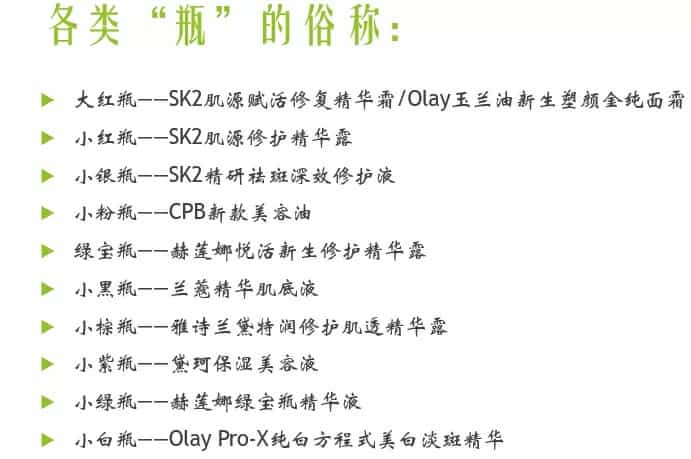 各类“瓶”的俗称：
大红瓶——SK2肌源赋活修复精华霜/Olay玉兰油新生塑颜金纯面霜
小红瓶——SK2肌源修护精华露
小银瓶——SK2精研祛斑深效修护液
小粉瓶——CPB新款美容油
绿宝瓶——赫莲娜悦活新生修护精华露
小黑瓶——兰蔻精华肌底液
小棕瓶——雅诗兰黛特润修护肌透精华露
小紫瓶——黛珂保湿美容液
小绿瓶——赫莲娜绿宝瓶精华液
小白瓶——Olay Pro-X纯白方程式美白淡斑精华